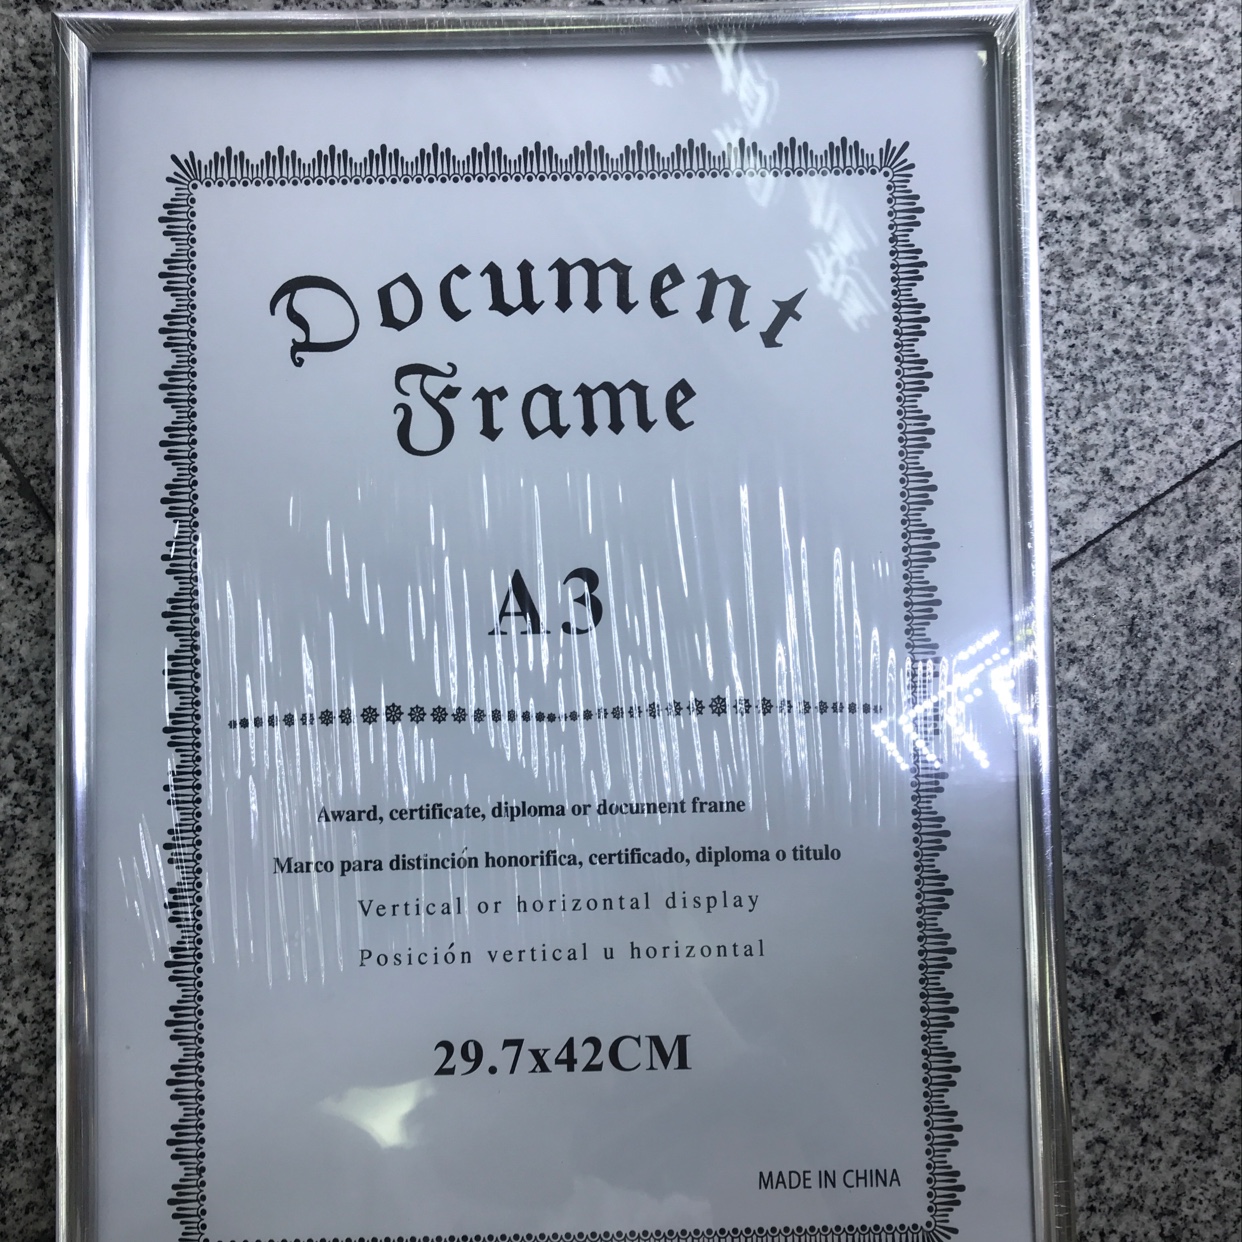 Document
Frame
A3
Award, certificate, diploma or document frame
Marco para distinción honorifica, certificado, diploma o titulo
Vertical or horizontal display
Posición vertical u horizontal
29.7x42CM
MADE IN CHINA